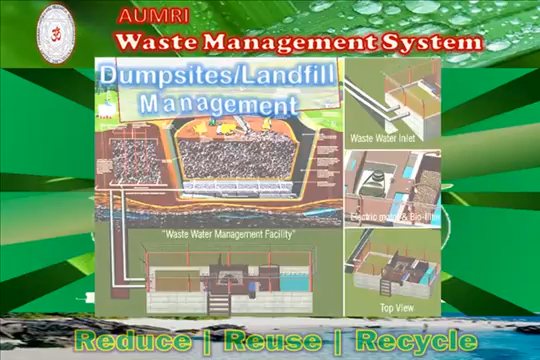 AUMRI
Waste Management System
Dumpsites/Landfill
Management
Waste Water Inlet
"Waste Water Management Facility"
Top View
Reduce | Reuse | Recycle